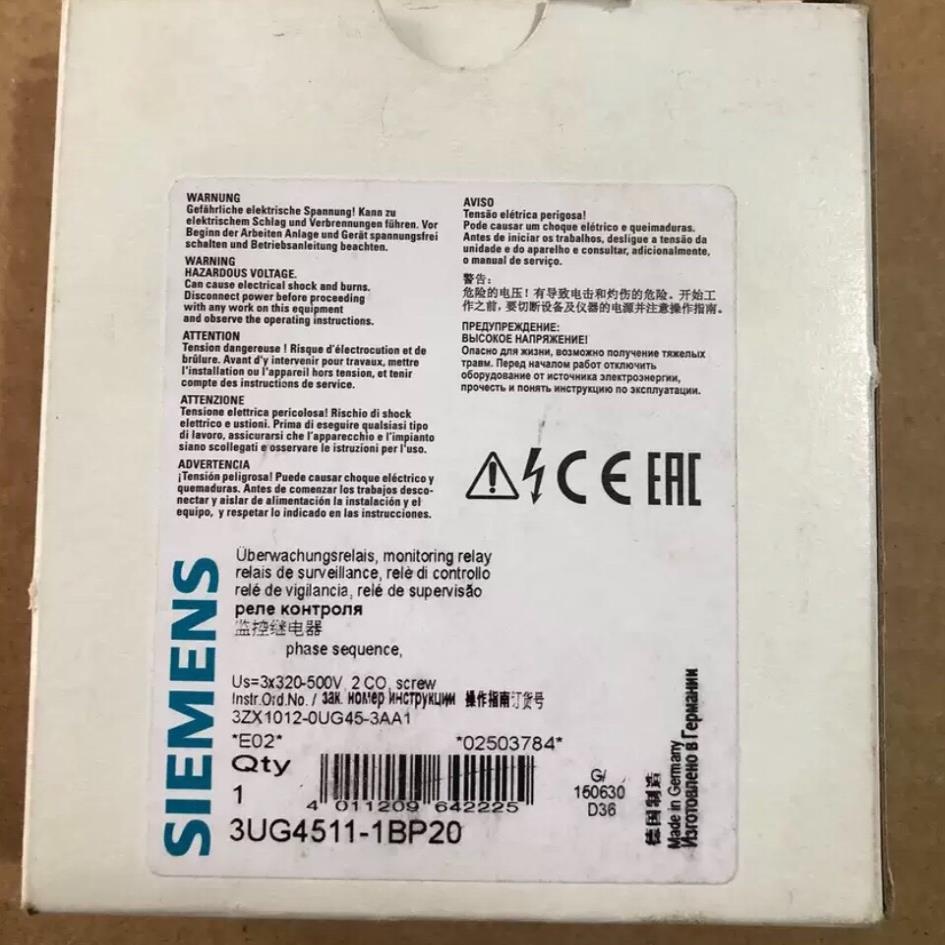 WARNUNG
Gefährliche elektrische Spannung! Kann zu
elektrischem Schlag und Verbrennungen führen. Vor
Beginn der Arbeiten Anlage und Gerät spannungsfrei
schalten und Betriebsanleitung beachten.
WARNING
HAZARDOUS VOLTAGE.
Can cause electrical shock and burns.
Disconnect power before proceeding
with any work on this equipment
and observe the operating instructions.
ATTENTION
Tension dangereuse ! Risque d'électrocution et de
brûlure. Avant d'y intervenir pour travaux, mettre
l'installation ou l'appareil hors tension, et tenir
compte des instructions de service.
ATTENZIONE
Tensione elettrica pericolosa! Rischio di shock
elettrico e ustioni. Prima di eseguire qualsiasi tipo
di lavoro, assicurarsi che l'apparecchio e l'impianto
siano scollegati e osservare le istruzioni per l'uso.
ADVERTENCIA
¡Tensión peligrosa! Puede causar choque eléctrico y
quemaduras. Antes de comenzar los trabajos desco-
nectar y aislar de alimentación la instalación y el
equipo, y respetar lo indicado en las instrucciones.
AVISO
Tensão elétrica perigosa!
Pode causar um choque elétrico e queimaduras.
Antes de iniciar os trabalhos, desligue a tensão da
unidade e do aparelho e consultar, adicionalmente,
o manual de serviço.
警告:
危险的电压! 有导致电击和灼伤的危险。开始工
作之前, 要切断设备及仪器的电源并注意操作指南。
ПРЕДУПРЕЖДЕНИЕ:
ВЫСОКОЕ НАПРЯЖЕНИЕ!
Опасно для жизни, возможно получение тяжелых
травм. Перед началом работ отключить
оборудование от источника электроэнергии,
прочесть и понять инструкцию по эксплуатации.
CE EAC
SIEMENS
Überwachungsrelais, monitoring relay
relais de surveillance, relè di controllo
relé de vigilancia, relé de supervisão
реле контроля
监控继电器
phase sequence,
Us=3x320-500V, 2 CO, screw
Instr.Ord.No. / зак. номер инструкции 操作指南订货号
3ZX1012-0UG45-3AA1
*E02* *02503784*
Qty
1
4 011209 642225
3UG4511-1BP20
G/
150630
D36
德国制造
Made in Germany
Изготовлено в Германии